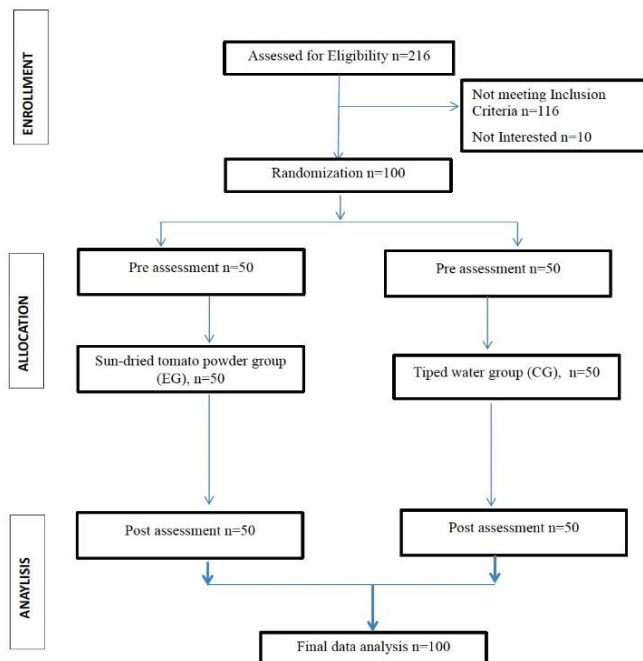 ENROLLMENT
Assessed for Eligibility n=216
Not meeting Inclusion
Criteria n=116
Not Interested n=10
Randomization n=100
ALLOCATION
Pre assessment n=50
Pre assessment n=50
Sun-dried tomato powder group
(EG), n=50
Tiped water group (CG), n=50
ANAYLISIS
Post assessment n=50
Post assessment n=50
Final data analysis n=100